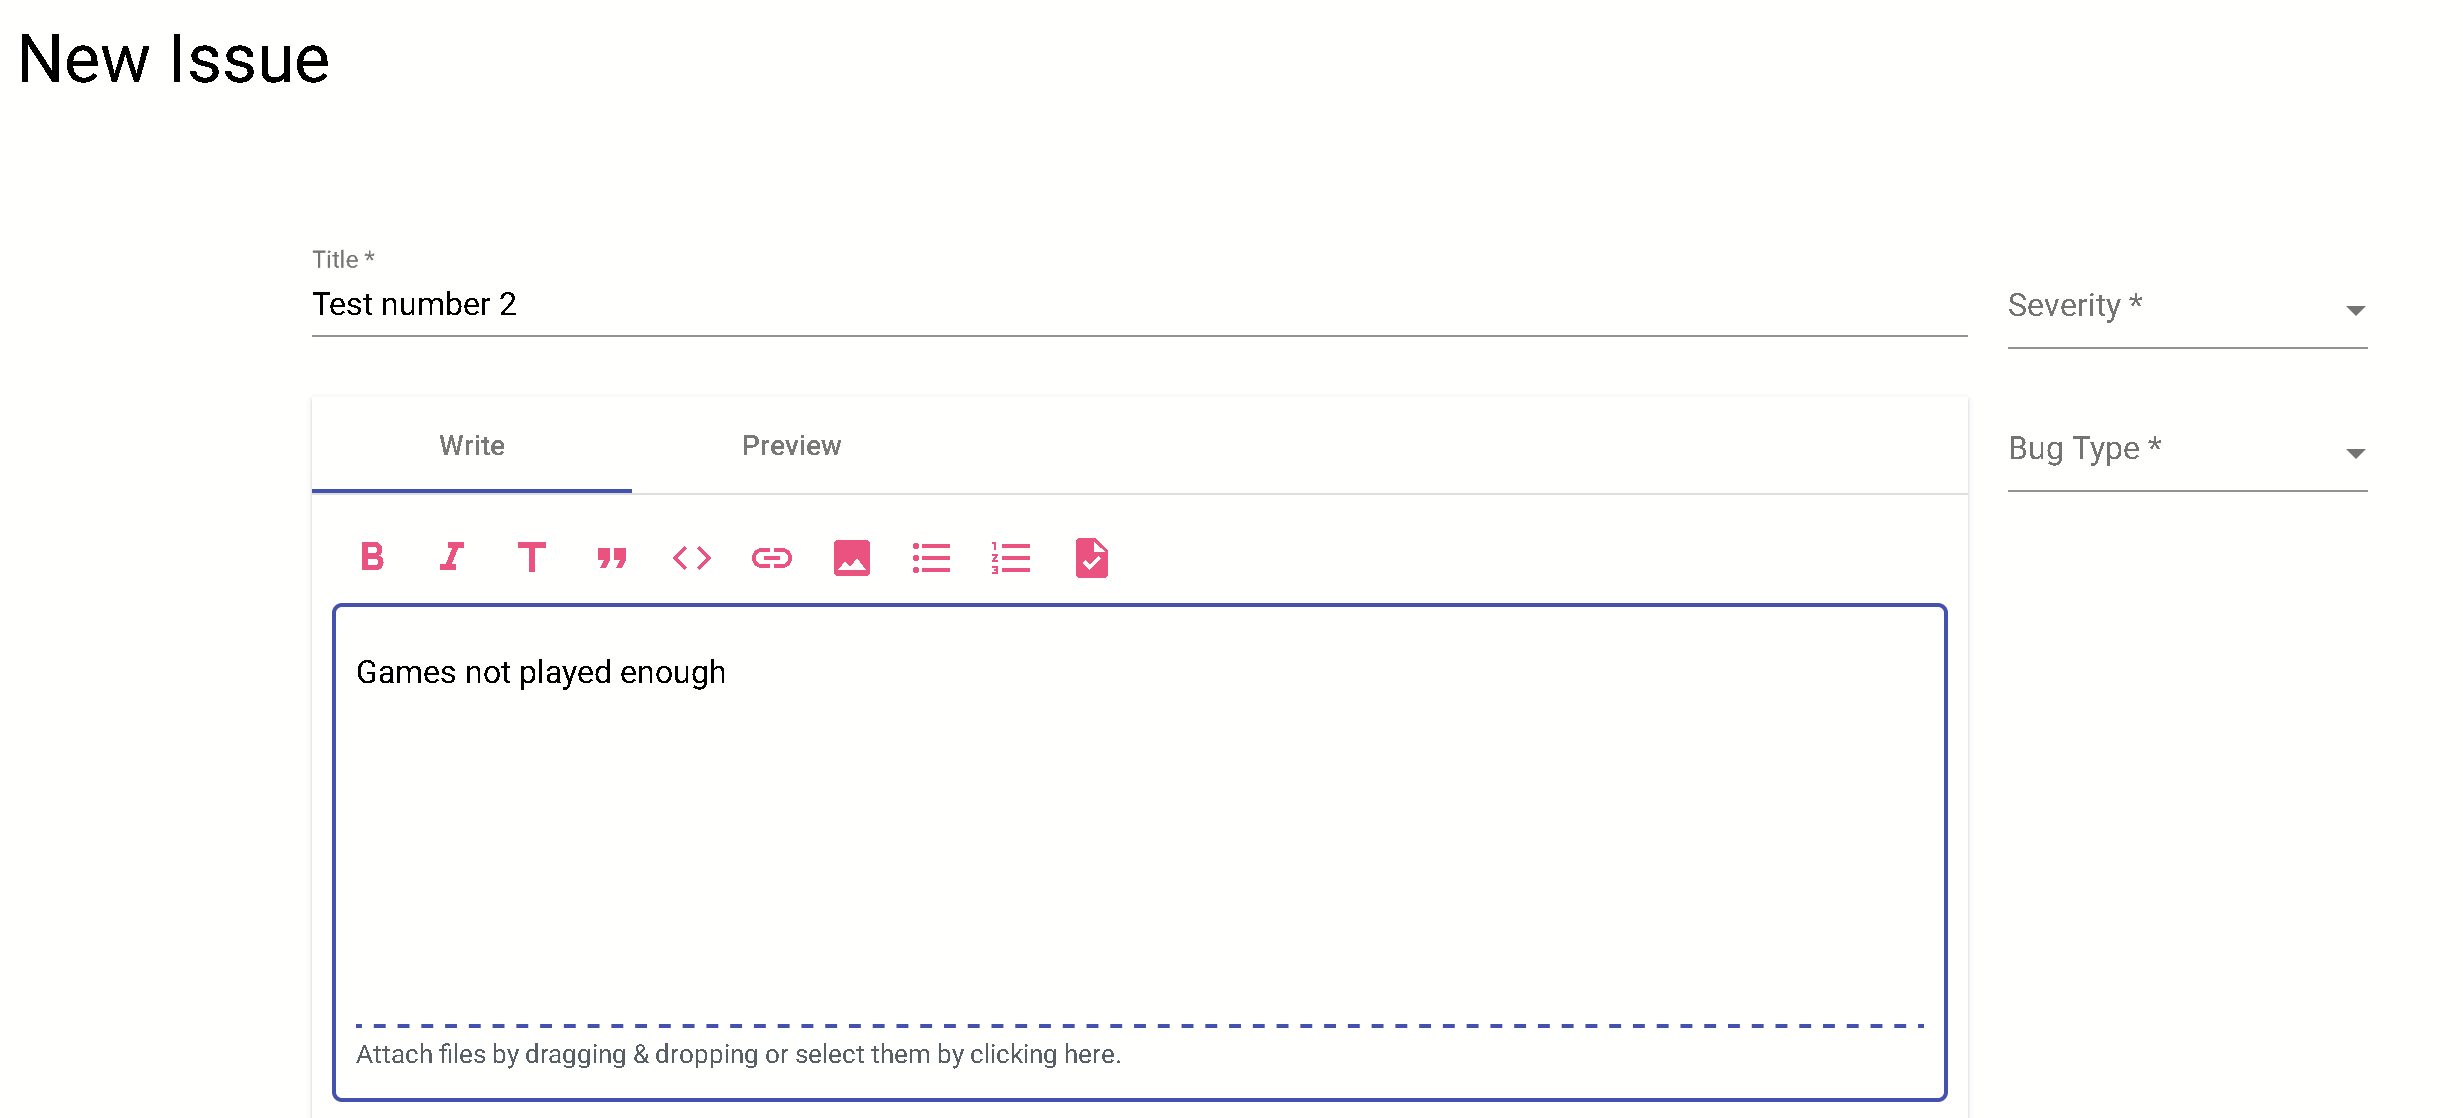 New Issue
Title *
Test number 2
Severity *
Write
Preview
Bug Type *
Games not played enough
Attach files by dragging & dropping or select them by clicking here.